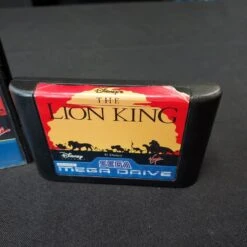 Disney's
THE
LION KING
Disney
Virgin
SEGA
MEGA DRIVE